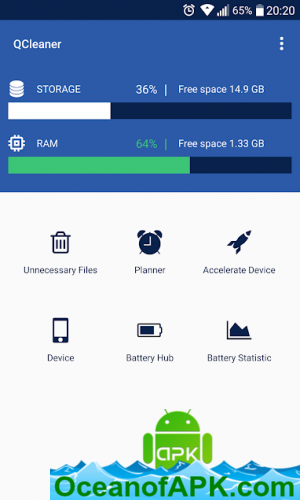 65% 20:20
QCleaner
STORAGE 36% | Free space 14.9 GB
RAM 64% | Free space 1.33 GB
Unnecessary Files Planner Accelerate Device
Device Battery Hub Battery Statistic
APK
OceanofAPK.com